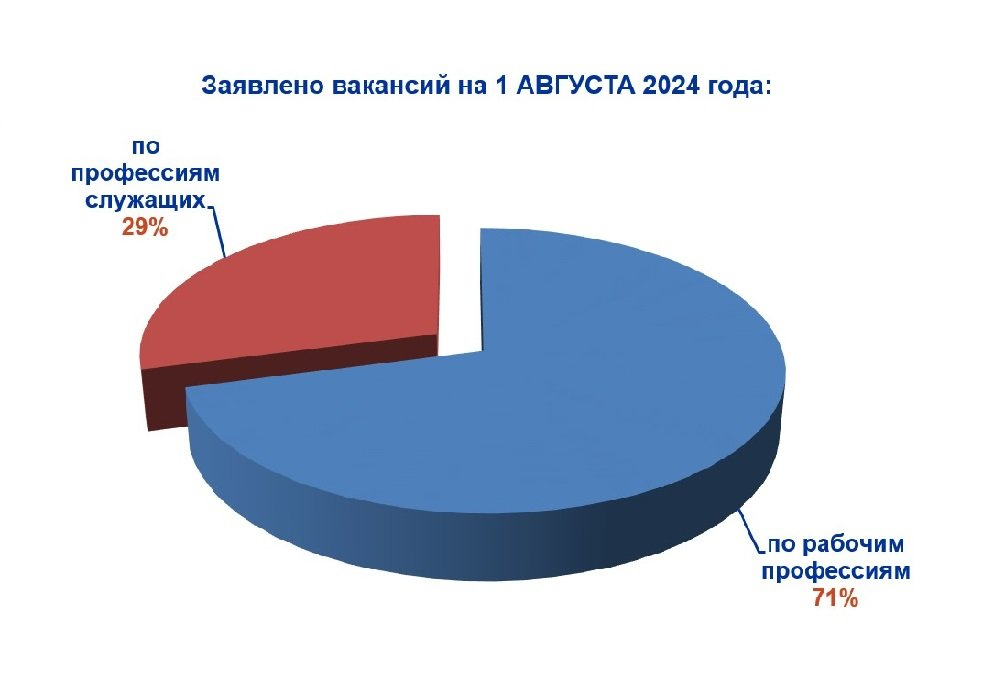 Заявлено вакансий на 1 АВГУСТА 2024 года:
по
профессиям
служащих
29%
по рабочим
профессиям
71%